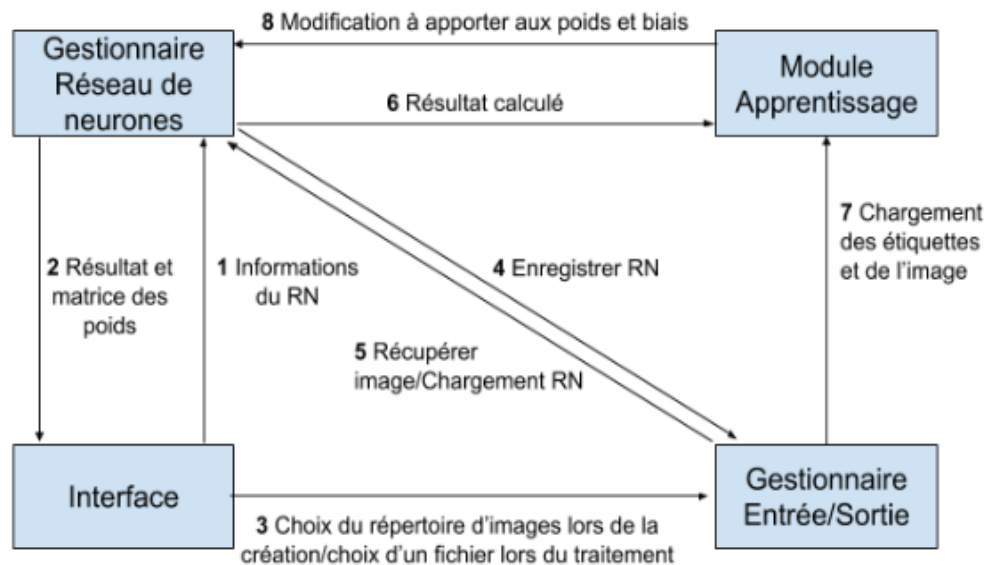 8 Modification à apporter aux poids et biais
Gestionnaire
Réseau de
neurones
Module
Apprentissage
6 Résultat calculé
7 Chargement
des étiquettes
et de l'image
2 Résultat et
matrice des
poids
1 Informations
du RN
4 Enregistrer RN
5 Récupérer
image/Chargement RN
Interface
Gestionnaire
Entrée/Sortie
3 Choix du répertoire d'images lors de la
création/choix d'un fichier lors du traitement